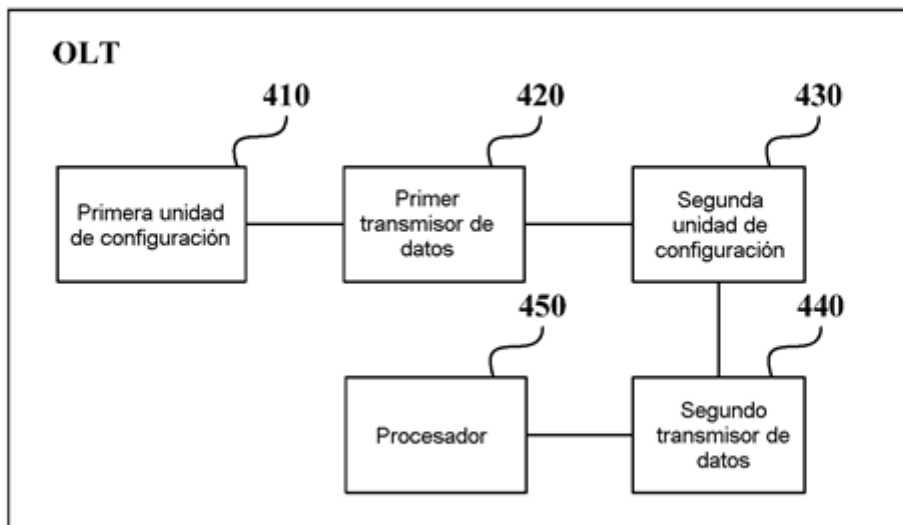 OLT
410
420
430
Primera unidad
de configuración
Primer
transmisor de
datos
Segunda
unidad de
configuración
450
440
Procesador
Segundo
transmisor de
datos